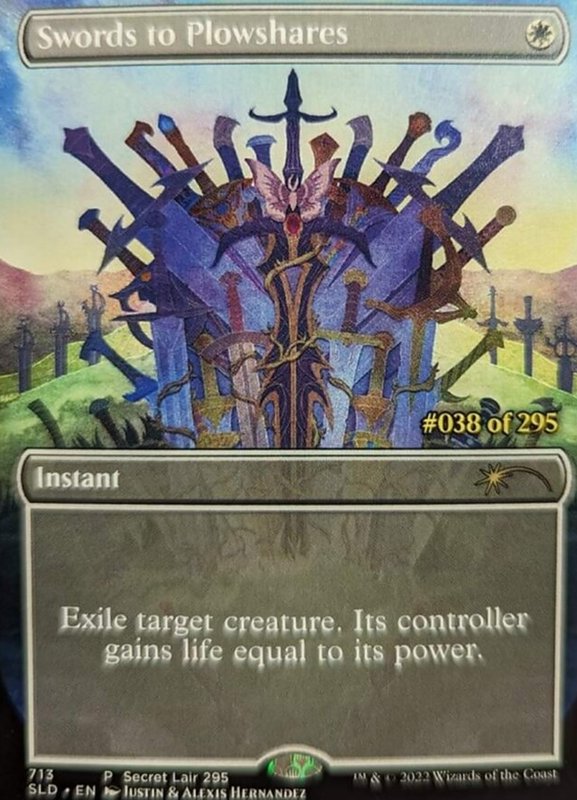 Swords to Plowshares
#038 of 295
Instant
Exile target creature. Its controller
gains life equal to its power.
713 P Secret Lair 295
SLD • EN Justin & Alexis Hernandez
™ & © 2022 Wizards of the Coast